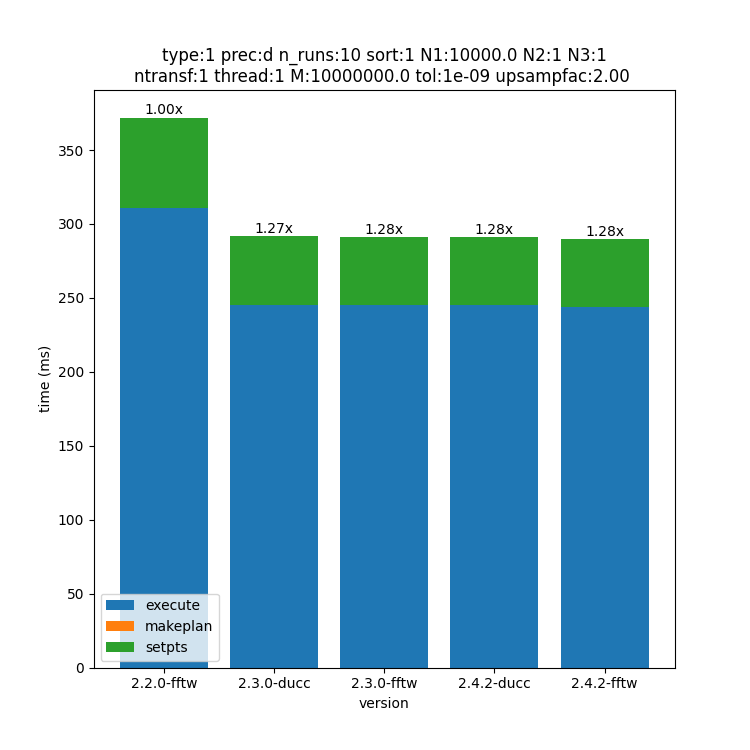 type:1 prec:d n_runs:10 sort:1 N1:10000.0 N2:1 N3:1
ntransf:1 thread:1 M:10000000.0 tol:1e-09 upsampfac:2.00
1.00x
1.27x
1.28x
1.28x
1.28x
350
300
250
200
150
100
50
0
time (ms)
execute
makeplan
setpts
2.2.0-fftw
2.3.0-ducc
2.3.0-fftw
2.4.2-ducc
2.4.2-fftw
version